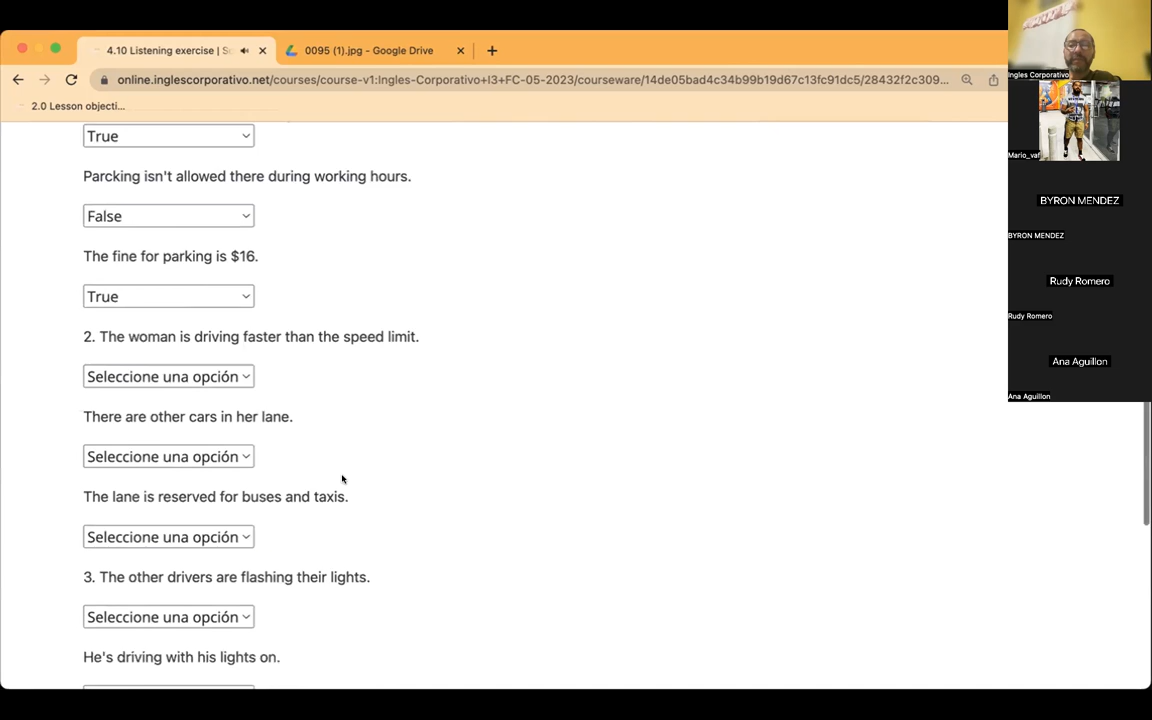 4.10 Listening exercise | S
0095 (1).jpg - Google Drive
online.inglescorporativo.net/courses/course-v1:Ingles-Corporativo+I3+FC-05-2023/courseware/14de05bad4c34b99b19d67c13fc91dc5/28432f2c309...
2.0 Lesson objecti...
True
Parcking isn't allowed there during working hours.
False
The fine for parking is $16.
True
2. The woman is driving faster than the speed limit.
Seleccione una opción
There are other cars in her lane.
Seleccione una opción
The lane is reserved for buses and taxis.
Seleccione una opción
3. The other drivers are flashing their lights.
Seleccione una opción
He's driving with his lights on.
Ingles Corporativo
Mario_vaf
BYRON MENDEZ
BYRON MENDEZ
Rudy Romero
Rudy Romero
Ana Aguillon
Ana Aguillon